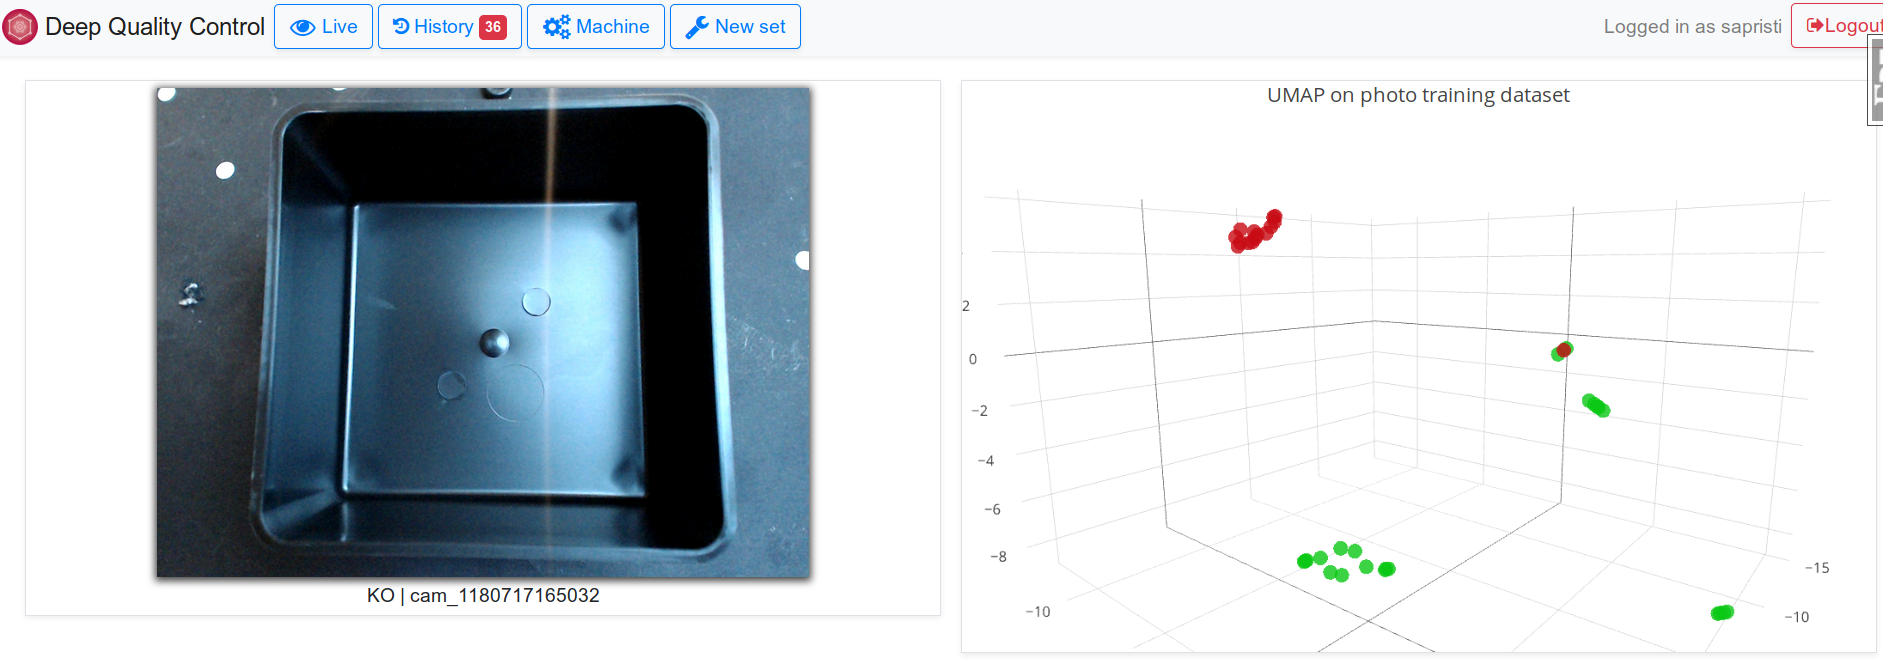 Deep Quality Control
Live
History 36
Machine
New set
Logged in as sapristi
Logout
KO | cam_1180717165032
UMAP on photo training dataset
2
0
−2
−4
−6
−8
−10
−15
−10